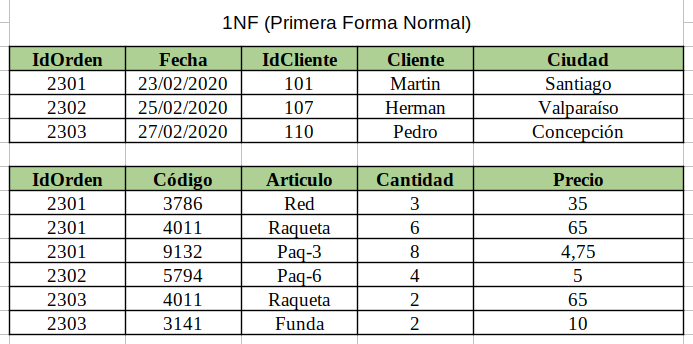 1NF (Primera Forma Normal)
IdOrden Fecha IdCliente Cliente Ciudad
2301 23/02/2020 101 Martin Santiago
2302 25/02/2020 107 Herman Valparaíso
2303 27/02/2020 110 Pedro Concepción
IdOrden Código Articulo Cantidad Precio
2301 3786 Red 3 35
2301 4011 Raqueta 6 65
2301 9132 Paq-3 8 4,75
2302 5794 Paq-6 4 5
2303 4011 Raqueta 2 65
2303 3141 Funda 2 10